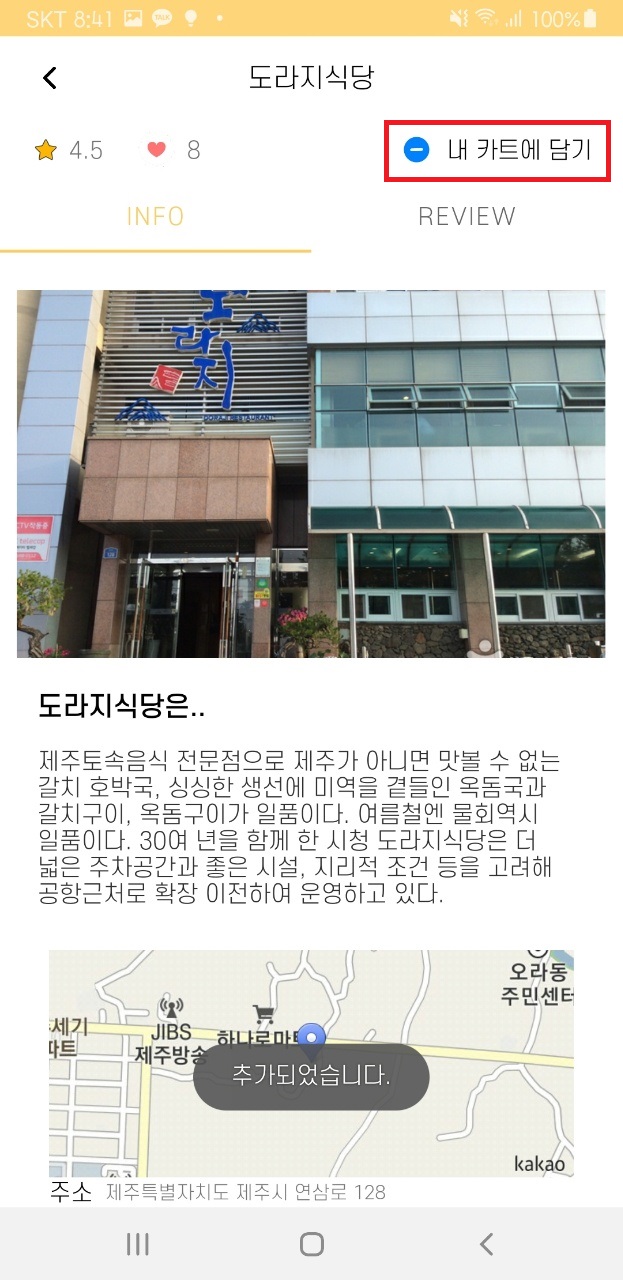 SKT 8:41
100%
도라지식당
4.5
8
내 카트에 담기
INFO
REVIEW
도
라
지
DORAJI RESTAURANT
도라지식당은..
제주토속음식 전문점으로 제주가 아니면 맛볼 수 없는
갈치 호박국, 싱싱한 생선에 미역을 곁들인 옥돔국과
갈치구이, 옥돔구이가 일품이다. 여름철엔 물회역시
일품이다. 30여 년을 함께 한 시청 도라지식당은 더
넓은 주차공간과 좋은 시설, 지리적 조건 등을 고려해
공항근처로 확장 이전하여 운영하고 있다.
오라동
주민센터
세기
파트
JIBS
제주방송
하나로마트
추가되었습니다.
kakao
주소 제주특별자치도 제주시 연삼로 128